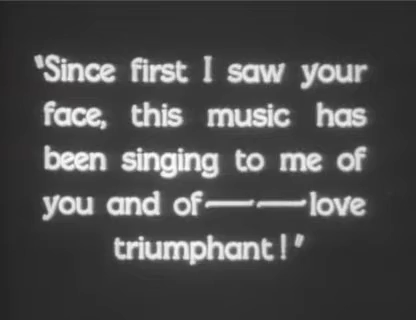 "Since first I saw your
face, this music has
been singing to me of
you and of——love
triumphant!"